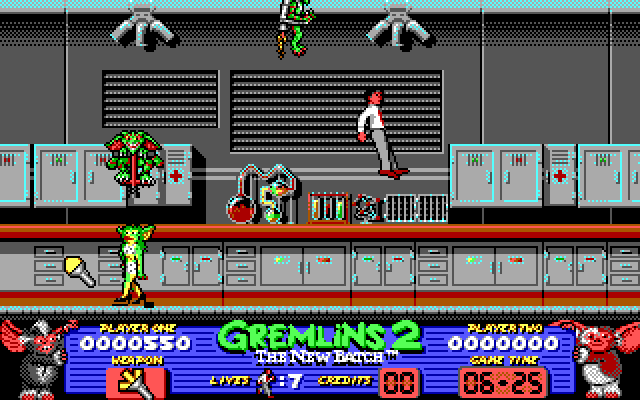 PLAYER ONE
0000550
WEAPON
GREMLINS 2
THE NEW BATCH™
LIVES :7 CREDITS 00
PLAYER TWO
0000000
GAME TIME
06-25